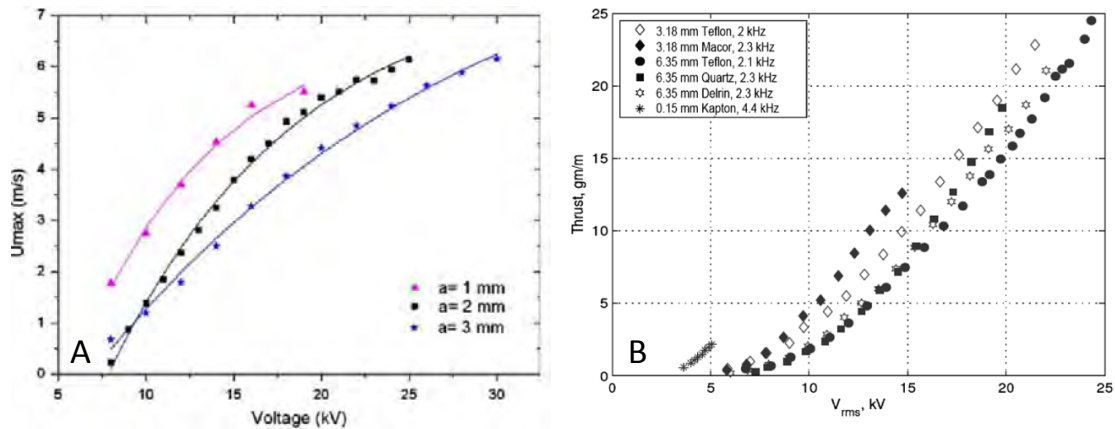 7
6
5
4
3
2
1
0
Umax (m/s)
5
10
15
20
25
30
Voltage (kV)
a= 1 mm
a= 2 mm
a= 3 mm
A
25
20
15
10
5
0
Thrust, gm/m
3.18 mm Teflon, 2 kHz
3.18 mm Macor, 2.3 kHz
6.35 mm Teflon, 2.1 kHz
6.35 mm Quartz, 2.3 kHz
6.35 mm Delrin, 2.3 kHz
0.15 mm Kapton, 4.4 kHz
B
0
5
10
15
20
25
Vrms, kV